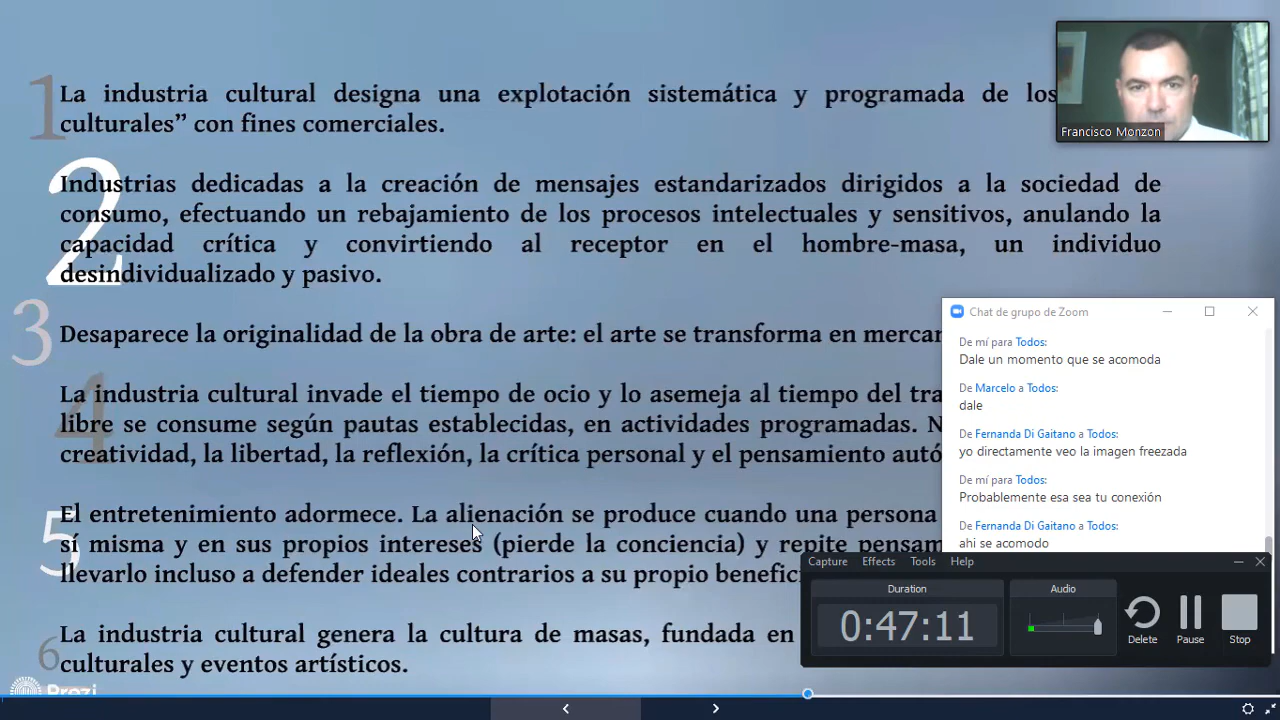 1
La industria cultural designa una explotación sistemática y programada de los
culturales” con fines comerciales.
Francisco Monzon
2
Industrias dedicadas a la creación de mensajes estandarizados dirigidos a la sociedad de
consumo, efectuando un rebajamiento de los procesos intelectuales y sensitivos, anulando la
capacidad crítica y convirtiendo al receptor en el hombre-masa, un individuo
desindividualizado y pasivo.
3
Desaparece la originalidad de la obra de arte: el arte se transforma en
4
La industria cultural invade el tiempo de ocio y lo asemeja al tiempo del
libre se consume según pautas establecidas, en actividades programadas.
creatividad, la libertad, la reflexión, la crítica personal y el pensamiento
5
El entretenimiento adormece. La alienación se produce cuando una persona
sí misma y en sus propios intereses (pierde la conciencia) y repite
llevarlo incluso a defender ideales contrarios a su propio
6
La industria cultural genera la cultura de masas, fundada en
culturales y eventos artísticos.
Prezi
Chat de grupo de Zoom
De mí para Todos:
Dale un momento que se acomoda
De Marcelo a Todos:
dale
De Fernanda Di Gaitano a Todos:
yo directamente veo la imagen freezada
De mí para Todos:
Probablemente esa sea tu conexión
De Fernanda Di Gaitano a Todos:
ahi se acomodo
Capture Effects Tools Help
Duration
0:47:11
Audio
Delete
Pause
Stop